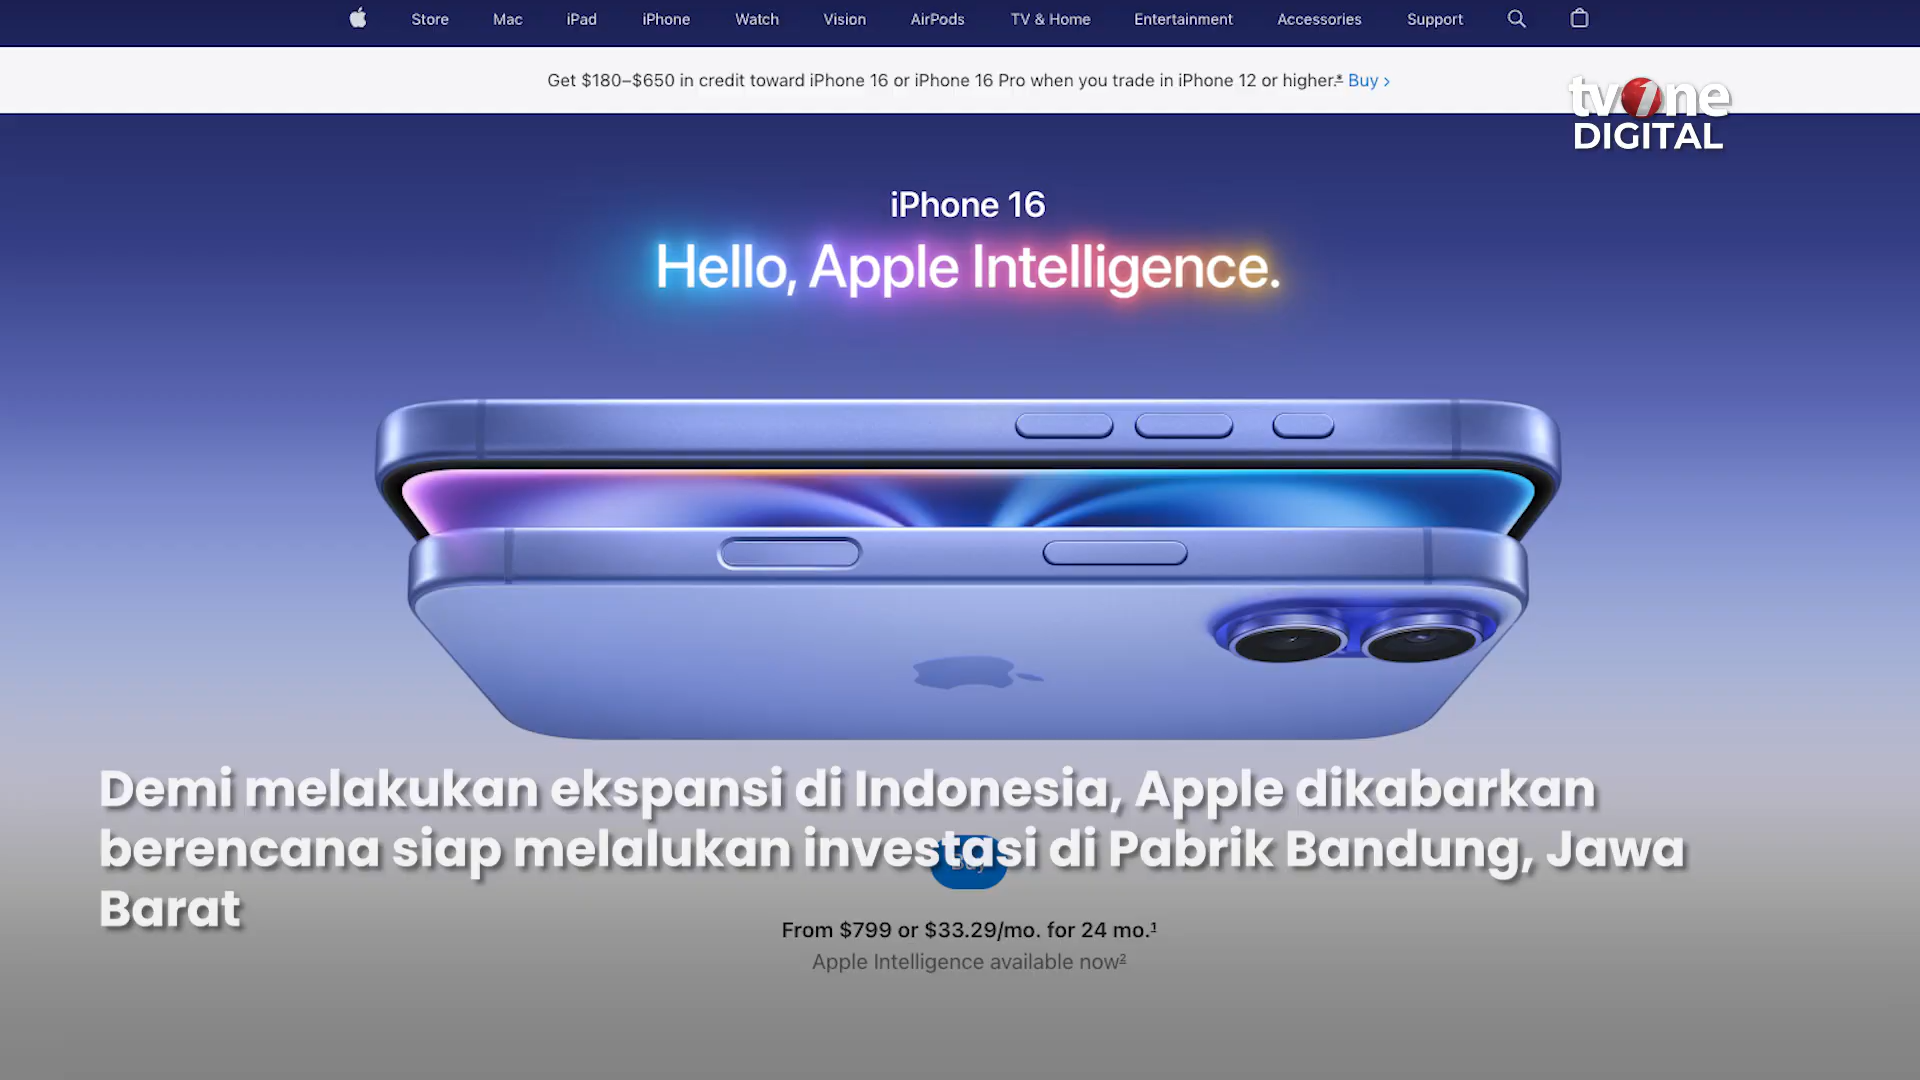 Store Mac iPad iPhone Watch Vision AirPods TV & Home Entertainment Accessories Support
Get $180–$650 in credit toward iPhone 16 or iPhone 16 Pro when you trade in iPhone 12 or higher.* Buy >
tvOne
DIGITAL
iPhone 16
Hello, Apple Intelligence.
Demi melakukan ekspansi di Indonesia, Apple dikabarkan
berencana siap melalukan investasi di Pabrik Bandung, Jawa
Barat
Buy
From $799 or $33.29/mo. for 24 mo.¹
Apple Intelligence available now²